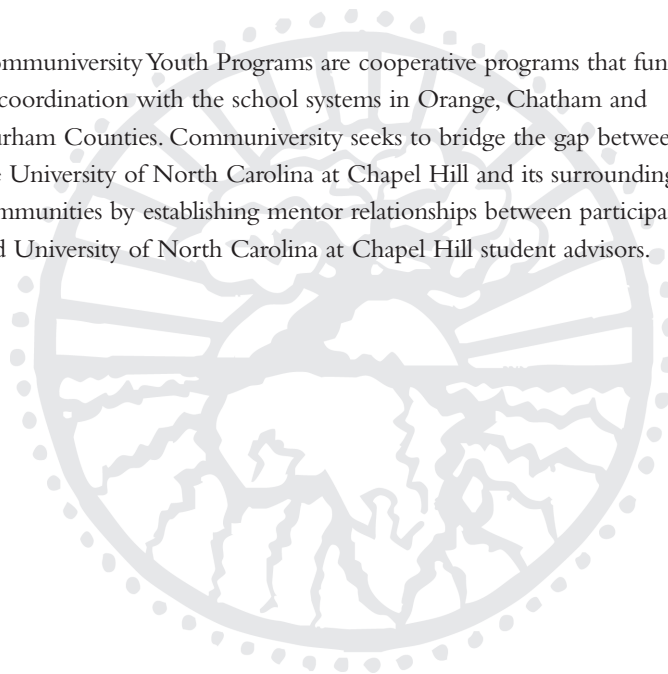 ommuniversity Youth Programs are cooperative programs that fun
coordination with the school systems in Orange, Chatham and
rham Counties. Communiversity seeks to bridge the gap betwee
e University of North Carolina at Chapel Hill and its surrounding
mmunities by establishing mentor relationships between participa
d University of North Carolina at Chapel Hill student advisors.